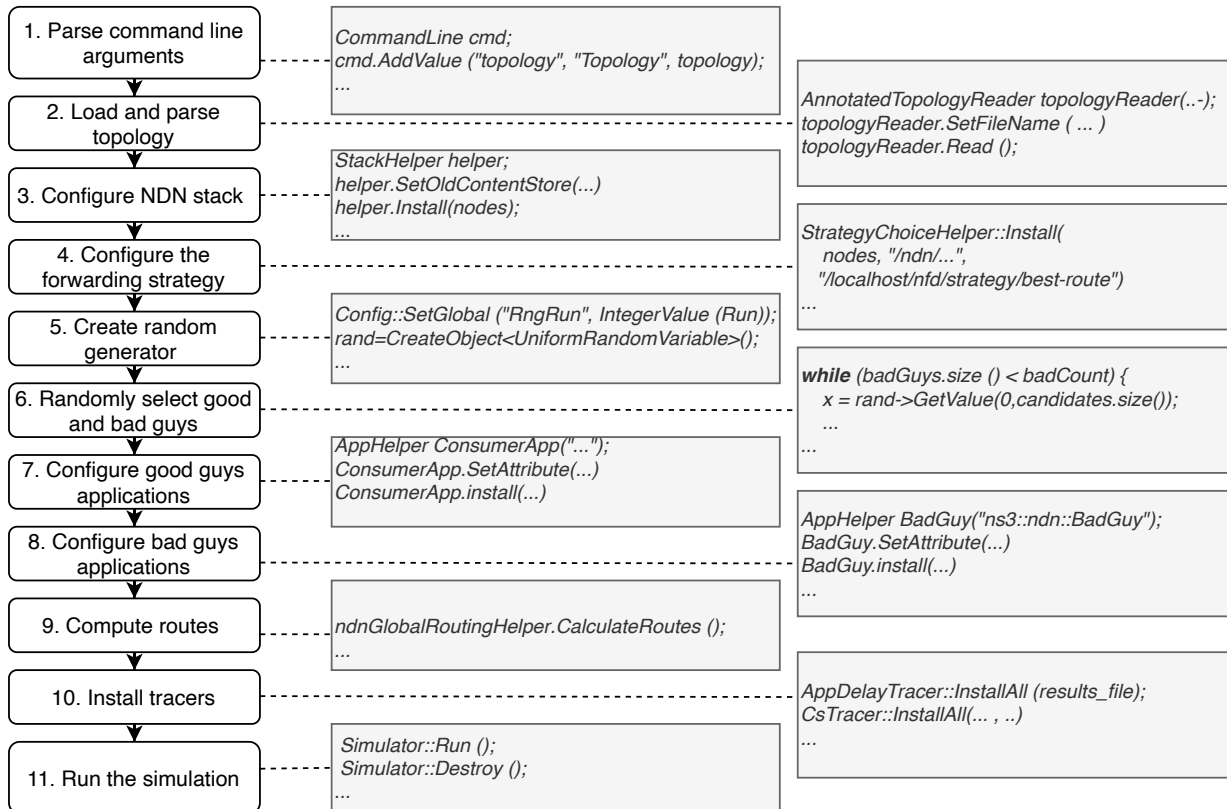 1. Parse command line
arguments
CommandLine cmd;
cmd.AddValue ("topology", "Topology", topology);
...
2. Load and parse
topology
AnnotatedTopologyReader topologyReader(..-);
topologyReader.SetFileName ( ... )
topologyReader.Read ();
3. Configure NDN stack
StackHelper helper;
helper.SetOldContentStore(...)
helper.Install(nodes);
...
4. Configure the
forwarding strategy
StrategyChoiceHelper::Install(
nodes, "/ndn/...",
"/localhost/nfd/strategy/best-route")
...
5. Create random
generator
Config::SetGlobal ("RngRun", IntegerValue (Run));
rand=CreateObject<UniformRandomVariable>();
...
6. Randomly select good
and bad guys
while (badGuys.size () < badCount) {
x = rand->GetValue(0,candidates.size());
...
...
7. Configure good guys
applications
AppHelper ConsumerApp("...");
ConsumerApp.SetAttribute(...)
ConsumerApp.install(...)
8. Configure bad guys
applications
AppHelper BadGuy("ns3::ndn::BadGuy");
BadGuy.SetAttribute(...)
BadGuy.install(...)
...
9. Compute routes
ndnGlobalRoutingHelper.CalculateRoutes ();
...
10. Install tracers
AppDelayTracer::InstallAll (results_file);
CsTracer::InstallAll(... , ..)
...
11. Run the simulation
Simulator::Run ();
Simulator::Destroy ();
...